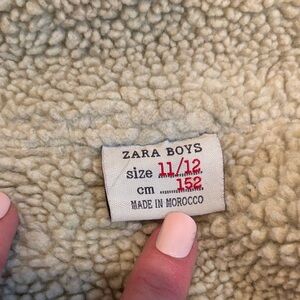 ZARA BOYS
size 11/12
cm 152
MADE IN MOROCCO